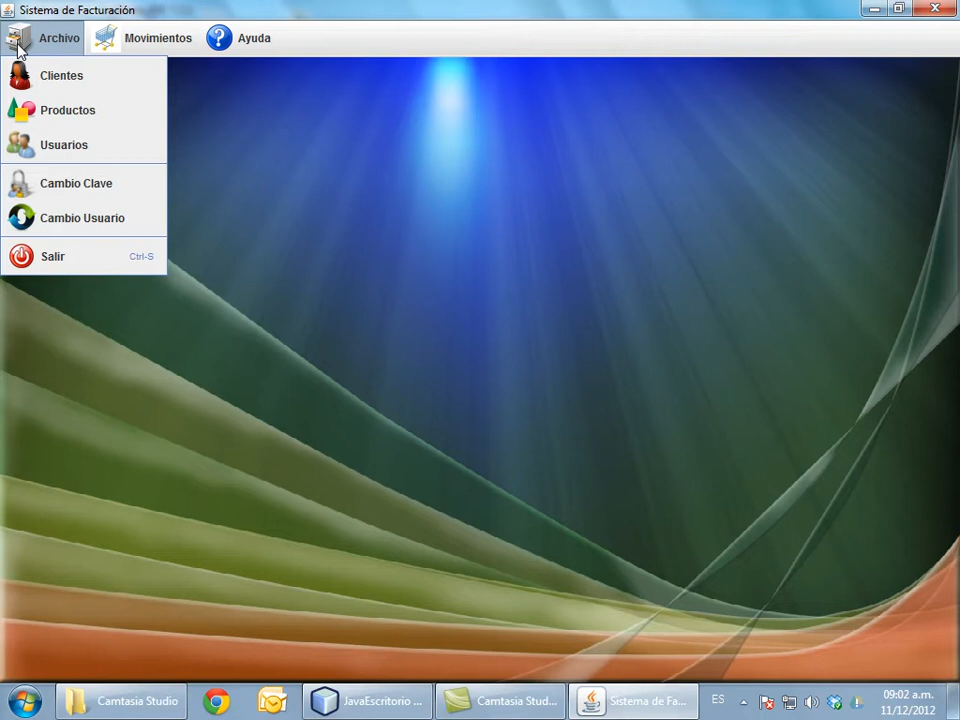 Sistema de Facturación
Archivo Movimientos Ayuda
Clientes
Productos
Usuarios
Cambio Clave
Cambio Usuario
Salir Ctrl-S
Camtasia Studio JavaEscritorio ... Camtasia Stud... Sistema de Fa... ES 09:02 a.m.
11/12/2012